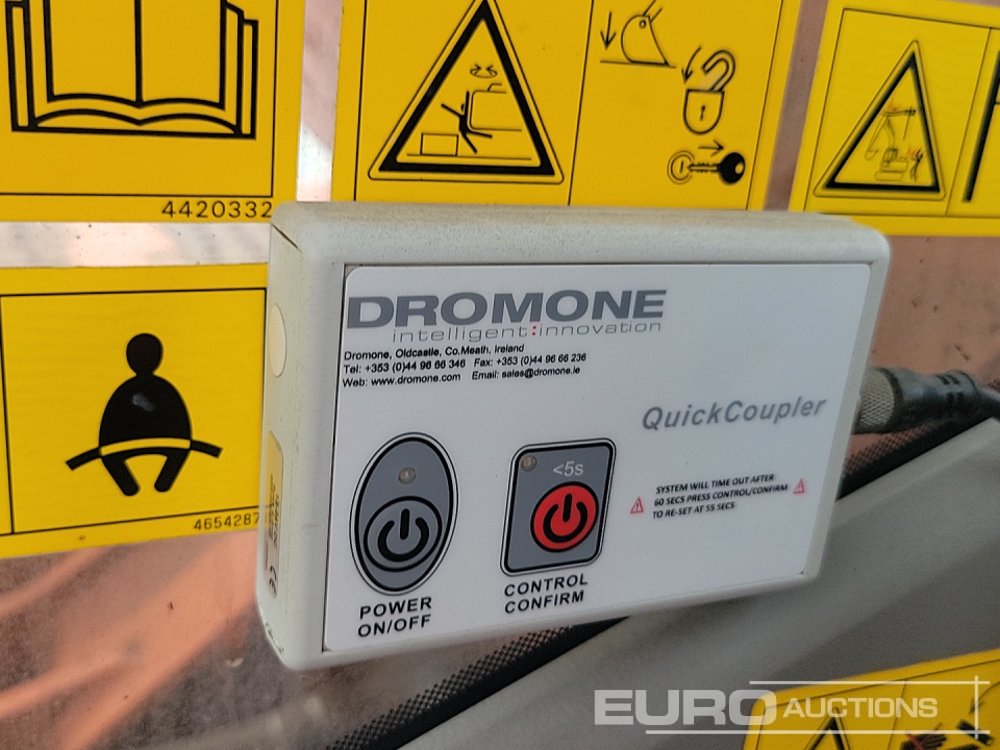 4420332
DROMONE
intelligent:innovation
Dromone, Oldcastle, Co.Meath, Ireland
Tel: +353 (0)44 96 66 346 Fax: +353 (0)44 96 66 236
Web: www.dromone.com Email: sales@dromone.ie
QuickCoupler
<5s
SYSTEM WILL TIME OUT AFTER
60 SECS PRESS CONTROL/CONFIRM
TO RE-SET AT 55 SECS
4654287
POWER
ON/OFF
CONTROL
CONFIRM
EURO AUCTIONS